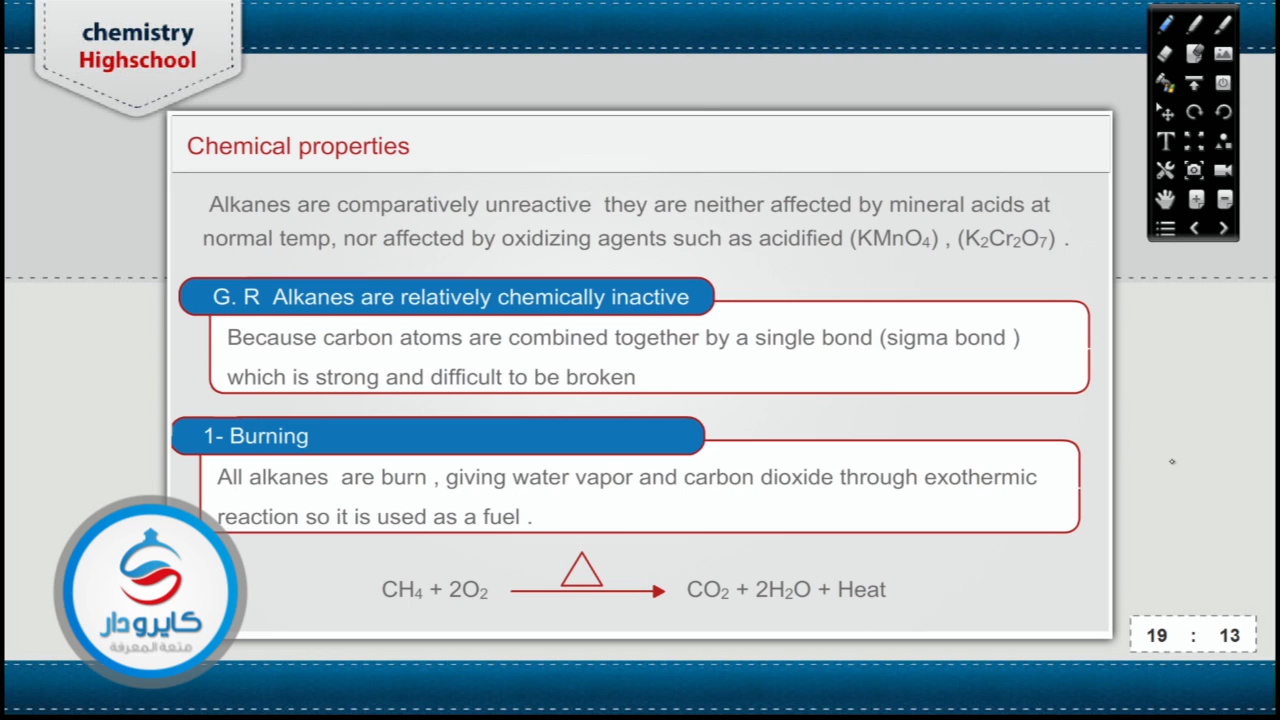 chemistry
Highschool
Chemical properties
Alkanes are comparatively unreactive they are neither affected by mineral acids at
normal temp, nor affected by oxidizing agents such as acidified (KMnO₄) , (K₂Cr₂O₇) .
G. R Alkanes are relatively chemically inactive
Because carbon atoms are combined together by a single bond (sigma bond )
which is strong and difficult to be broken
1- Burning
All alkanes are burn , giving water vapor and carbon dioxide through exothermic
reaction so it is used as a fuel .
CH₄ + 2O₂ → CO₂ + 2H₂O + Heat
كايرودار
متعة المعرفة
19 : 13